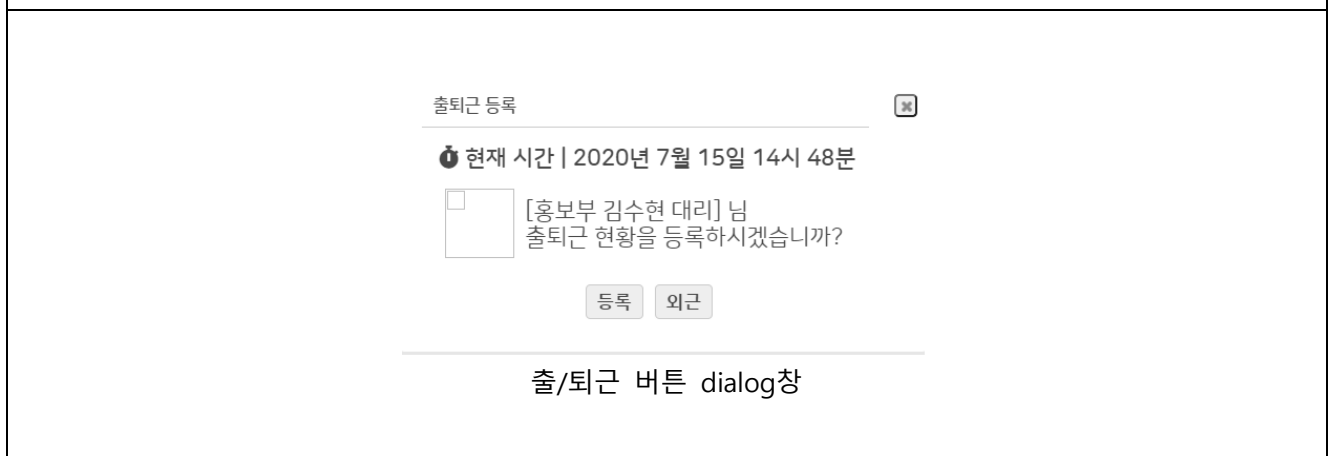 출퇴근 등록
현재 시간 | 2020년 7월 15일 14시 48분
[홍보부 김수현 대리] 님
출퇴근 현황을 등록하시겠습니까?
등록 외근
출/퇴근 버튼 dialog창